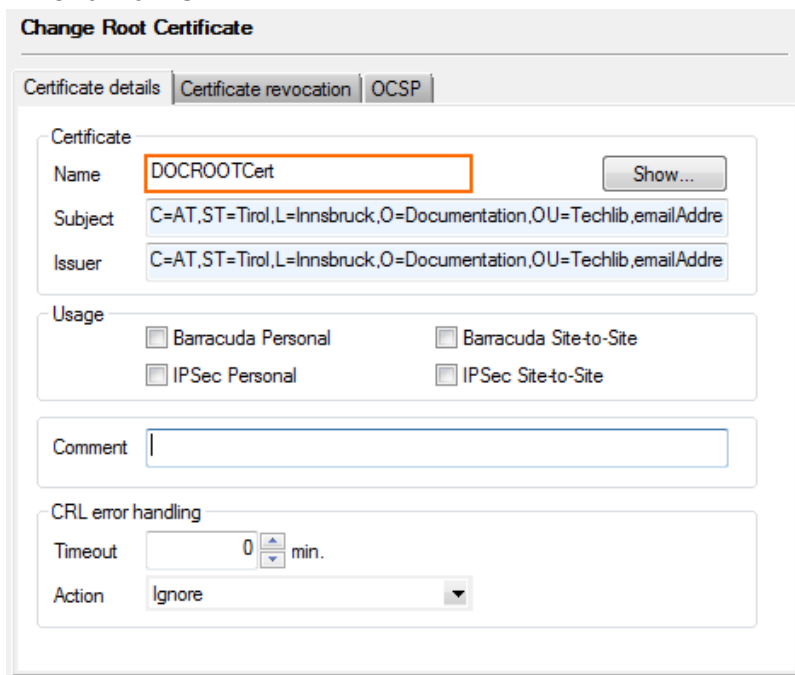 Change Root Certificate
Certificate details Certificate revocation OCSP
Certificate
Name DOCROOTCert Show...
Subject C=AT,ST=Tirol,L=Innsbruck,O=Documentation,OU=Techlib,emailAddre
Issuer C=AT,ST=Tirol,L=Innsbruck,O=Documentation,OU=Techlib,emailAddre
Usage
Barracuda Personal Barracuda Site-to-Site
IPSec Personal IPSec Site-to-Site
Comment
CRL error handling
Timeout 0 min.
Action Ignore